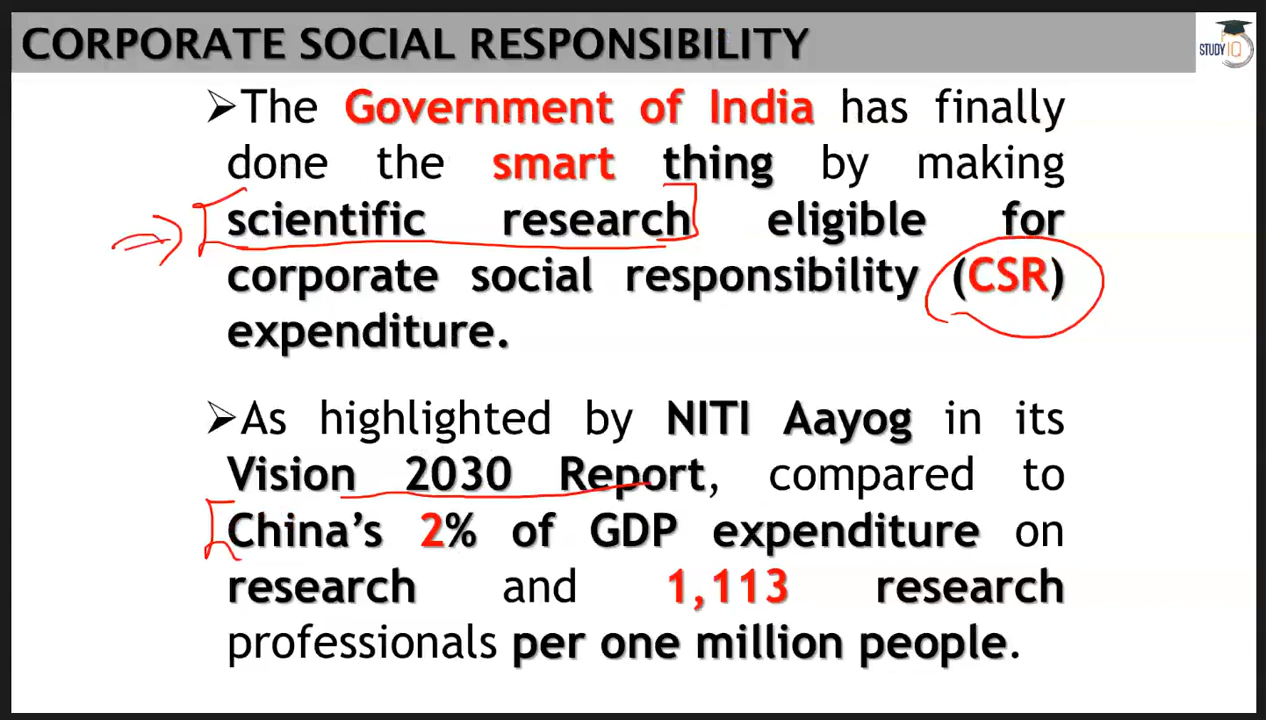 CORPORATE SOCIAL RESPONSIBILITY
STUDY IQ
➢The Government of India has finally
done the smart thing by making
scientific research eligible for
corporate social responsibility (CSR)
expenditure.
➢As highlighted by NITI Aayog in its
Vision 2030 Report, compared to
China’s 2% of GDP expenditure on
research and 1,113 research
professionals per one million people.